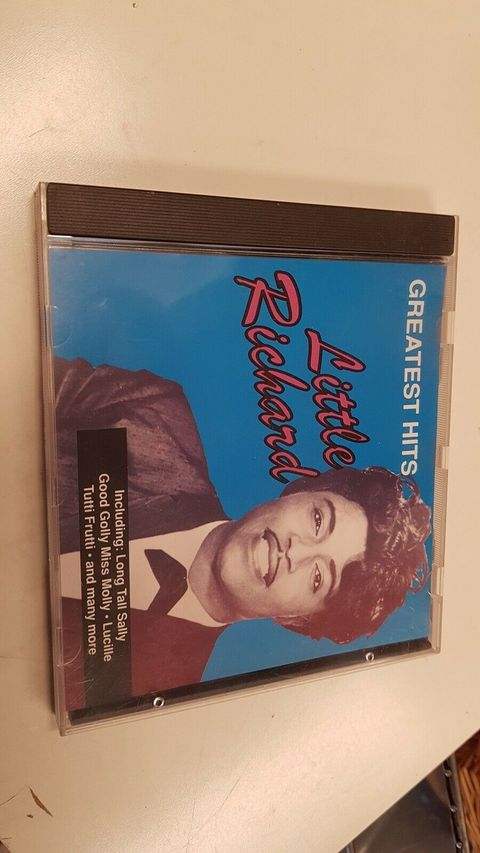 GREATEST HITS
Little
Richard
Including: Long Tall Sally
Good Golly Miss Molly • Lucille
Tutti Frutti • and many more